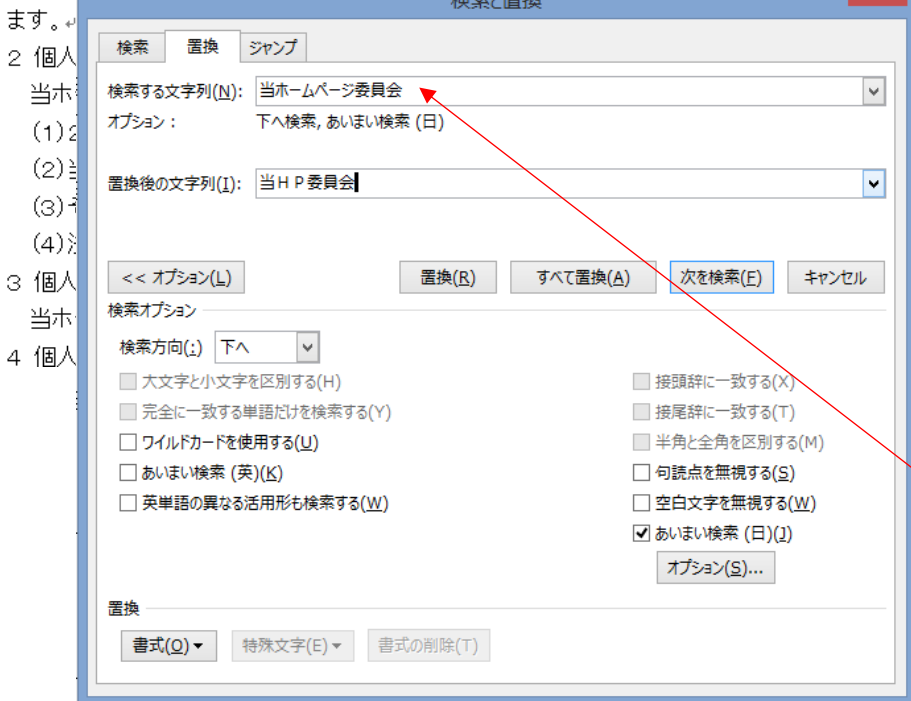 検索と置換
ます。
2 個人
当ホ
(1)2
(2)当
(3)
(4)法
3 個人
当ホ
4 個人
検索 置換 ジャンプ
検索する文字列(N): 当ホームページ委員会
オプション： 下へ検索, あいまい検索 (日)
置換後の文字列(I): 当ＨＰ委員会
<< オプション(L) 置換(R) すべて置換(A) 次を検索(F) キャンセル
検索オプション
検索方向(:) 下へ
大文字と小文字を区別する(H) 接頭辞に一致する(X)
完全に一致する単語だけを検索する(Y) 接尾辞に一致する(T)
ワイルドカードを使用する(U) 半角と全角を区別する(M)
あいまい検索 (英)(K) 句読点を無視する(S)
英単語の異なる活用形も検索する(W) 空白文字を無視する(W)
あいまい検索 (日)(J)
オプション(S)...
置換
書式(O) 特殊文字(E) 書式の削除(T)